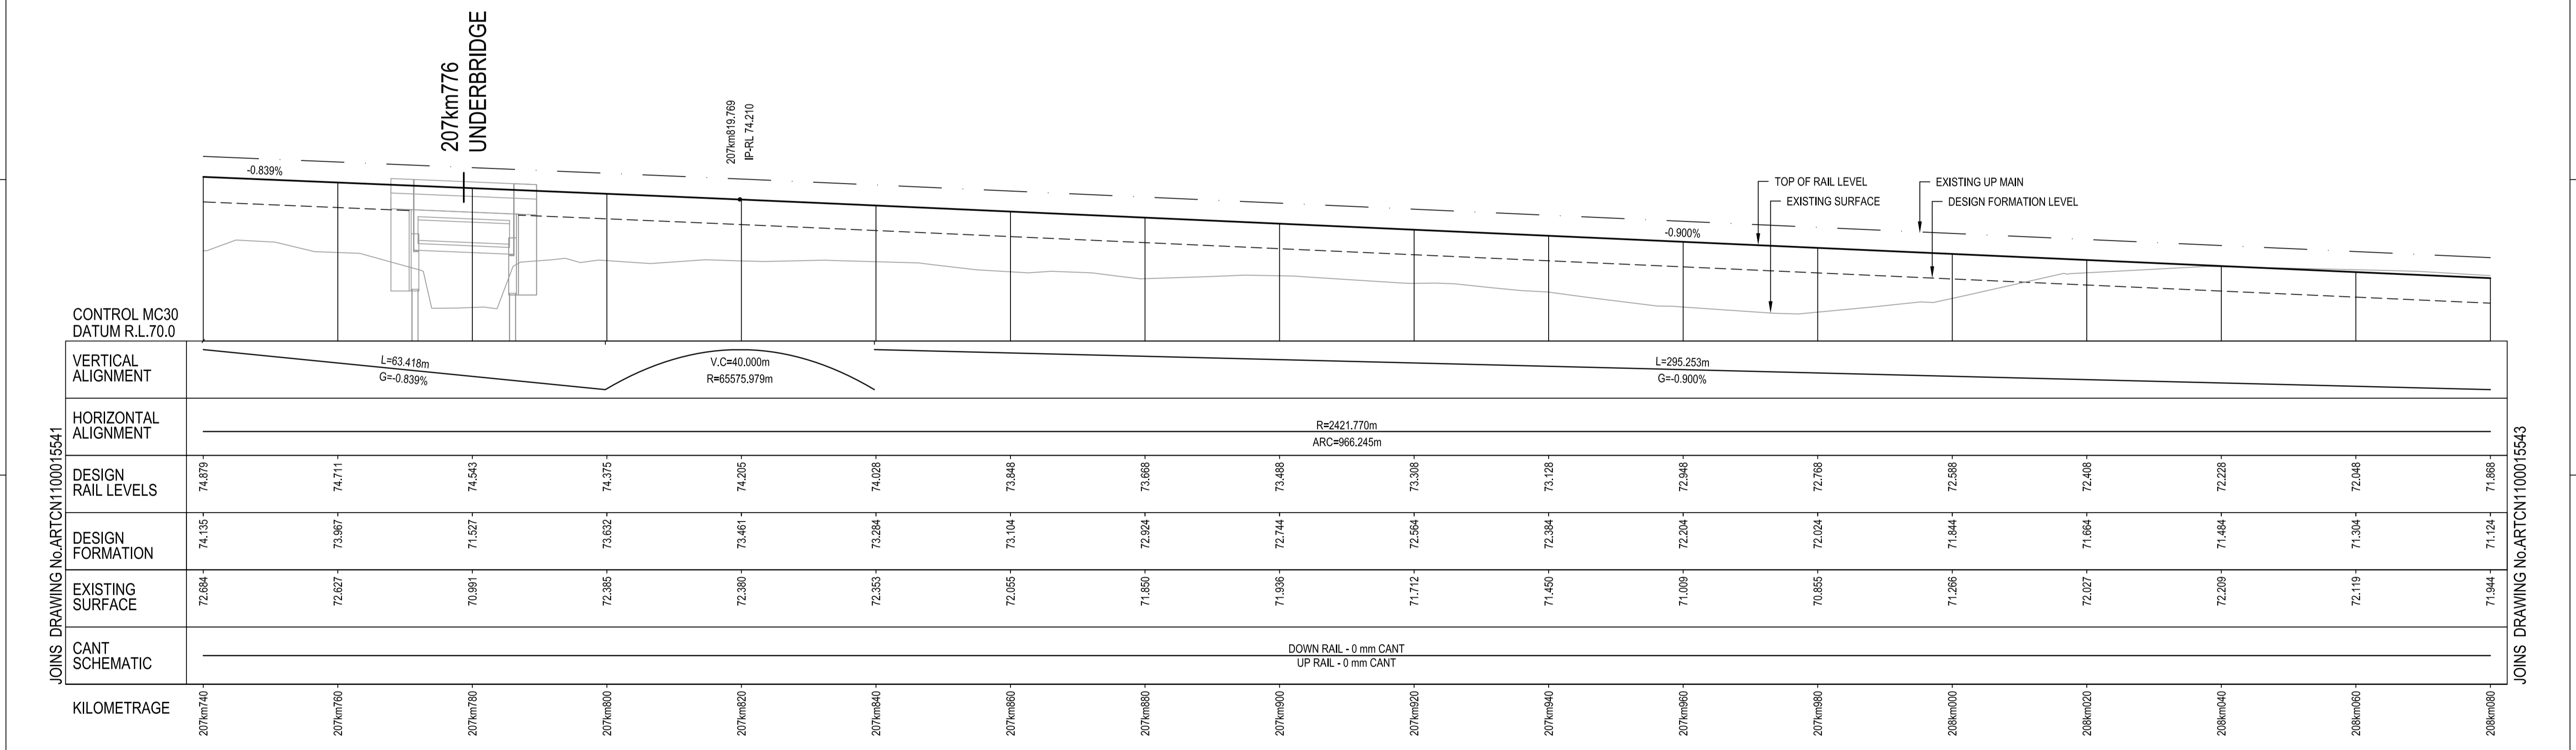 207km776
UNDERBRIDGE
207km819.769
IP-RL 74.210
-0.839%
TOP OF RAIL LEVEL
EXISTING UP MAIN
EXISTING SURFACE
DESIGN FORMATION LEVEL
-0.900%
CONTROL MC30
DATUM R.L.70.0
VERTICAL
ALIGNMENT
L=63.418m
G=-0.839%
V.C=40.000m
R=65575.979m
L=295.253m
G=-0.900%
HORIZONTAL
ALIGNMENT
R=2421.770m
ARC=966.245m
DESIGN
RAIL LEVELS
74.879 74.711 74.543 74.375 74.205 74.028 73.848 73.668 73.488 73.308 73.128 72.948 72.768 72.588 72.408 72.228 72.048 71.868
DESIGN
FORMATION
74.135 73.967 71.527 73.632 73.461 73.284 73.104 72.924 72.744 72.564 72.384 72.204 72.024 71.844 71.664 71.484 71.304 71.124
EXISTING
SURFACE
72.684 72.627 70.991 72.385 72.380 72.353 72.055 71.850 71.936 71.712 71.450 71.009 70.855 71.266 72.027 72.209 72.119 71.944
CANT
SCHEMATIC
DOWN RAIL - 0 mm CANT
UP RAIL - 0 mm CANT
KILOMETRAGE
207km740 207km760 207km780 207km800 207km820 207km840 207km860 207km880 207km900 207km920 207km940 207km960 207km980 208km000 208km020 208km040 208km060 208km080
JOINS DRAWING No.ARTCN1100015541
JOINS DRAWING No.ARTCN1100015543